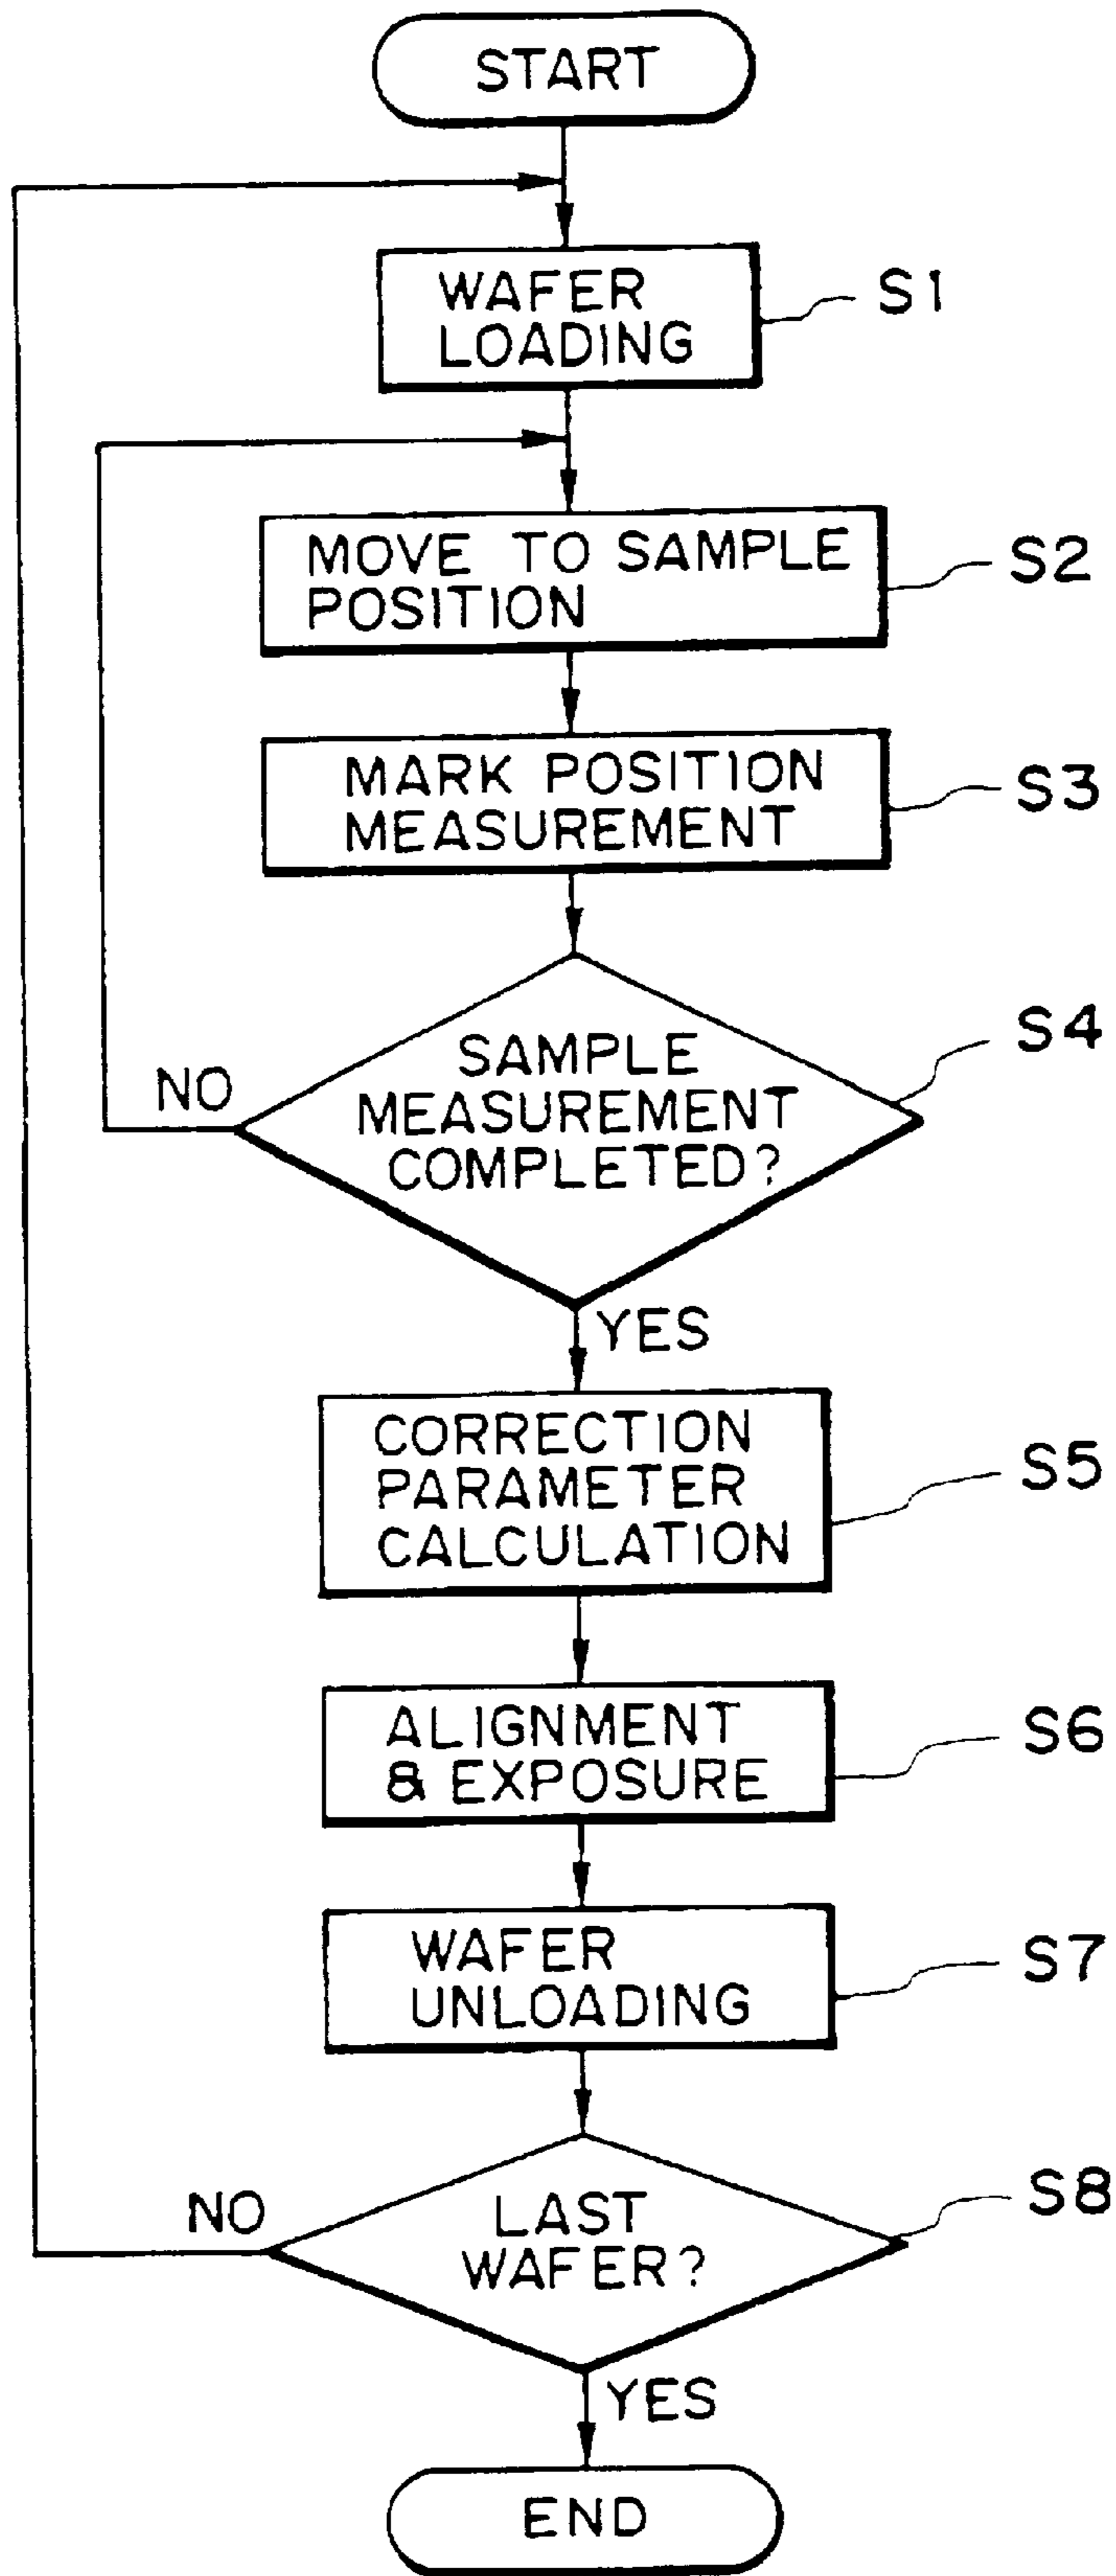 START
WAFER
LOADING
S1
MOVE TO SAMPLE
POSITION
S2
MARK POSITION
MEASUREMENT
S3
SAMPLE
MEASUREMENT
COMPLETED?
S4
NO
YES
CORRECTION
PARAMETER
CALCULATION
S5
ALIGNMENT
& EXPOSURE
S6
WAFER
UNLOADING
S7
LAST
WAFER?
S8
NO
YES
END